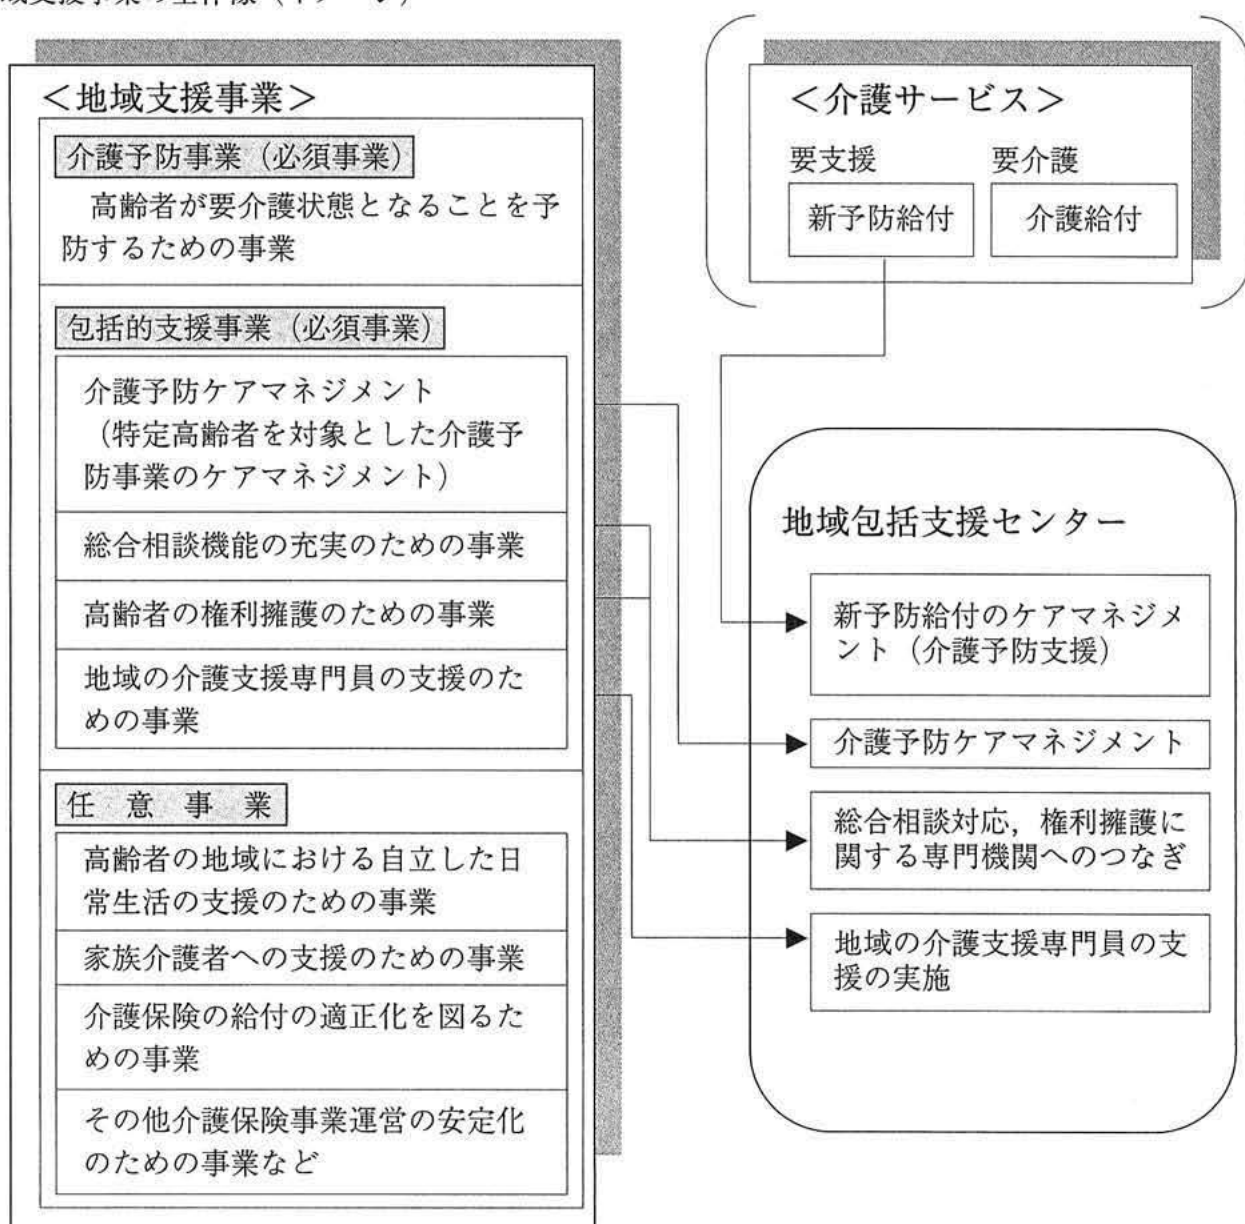 ＜地域支援事業＞
介護予防事業（必須事業）
高齢者が要介護状態となることを予
防するための事業
包括的支援事業（必須事業）
介護予防ケアマネジメント
（特定高齢者を対象とした介護予
防事業のケアマネジメント）
総合相談機能の充実のための事業
高齢者の権利擁護のための事業
地域の介護支援専門員の支援のた
めの事業
任　意　事　業
高齢者の地域における自立した日
常生活の支援のための事業
家族介護者への支援のための事業
介護保険の給付の適正化を図るた
めの事業
その他介護保険事業運営の安定化
のための事業など
＜介護サービス＞
要支援　要介護
新予防給付　介護給付
地域包括支援センター
新予防給付のケアマネジメ
ント（介護予防支援）
介護予防ケアマネジメント
総合相談対応，権利擁護に
関する専門機関へのつなぎ
地域の介護支援専門員の支
援の実施